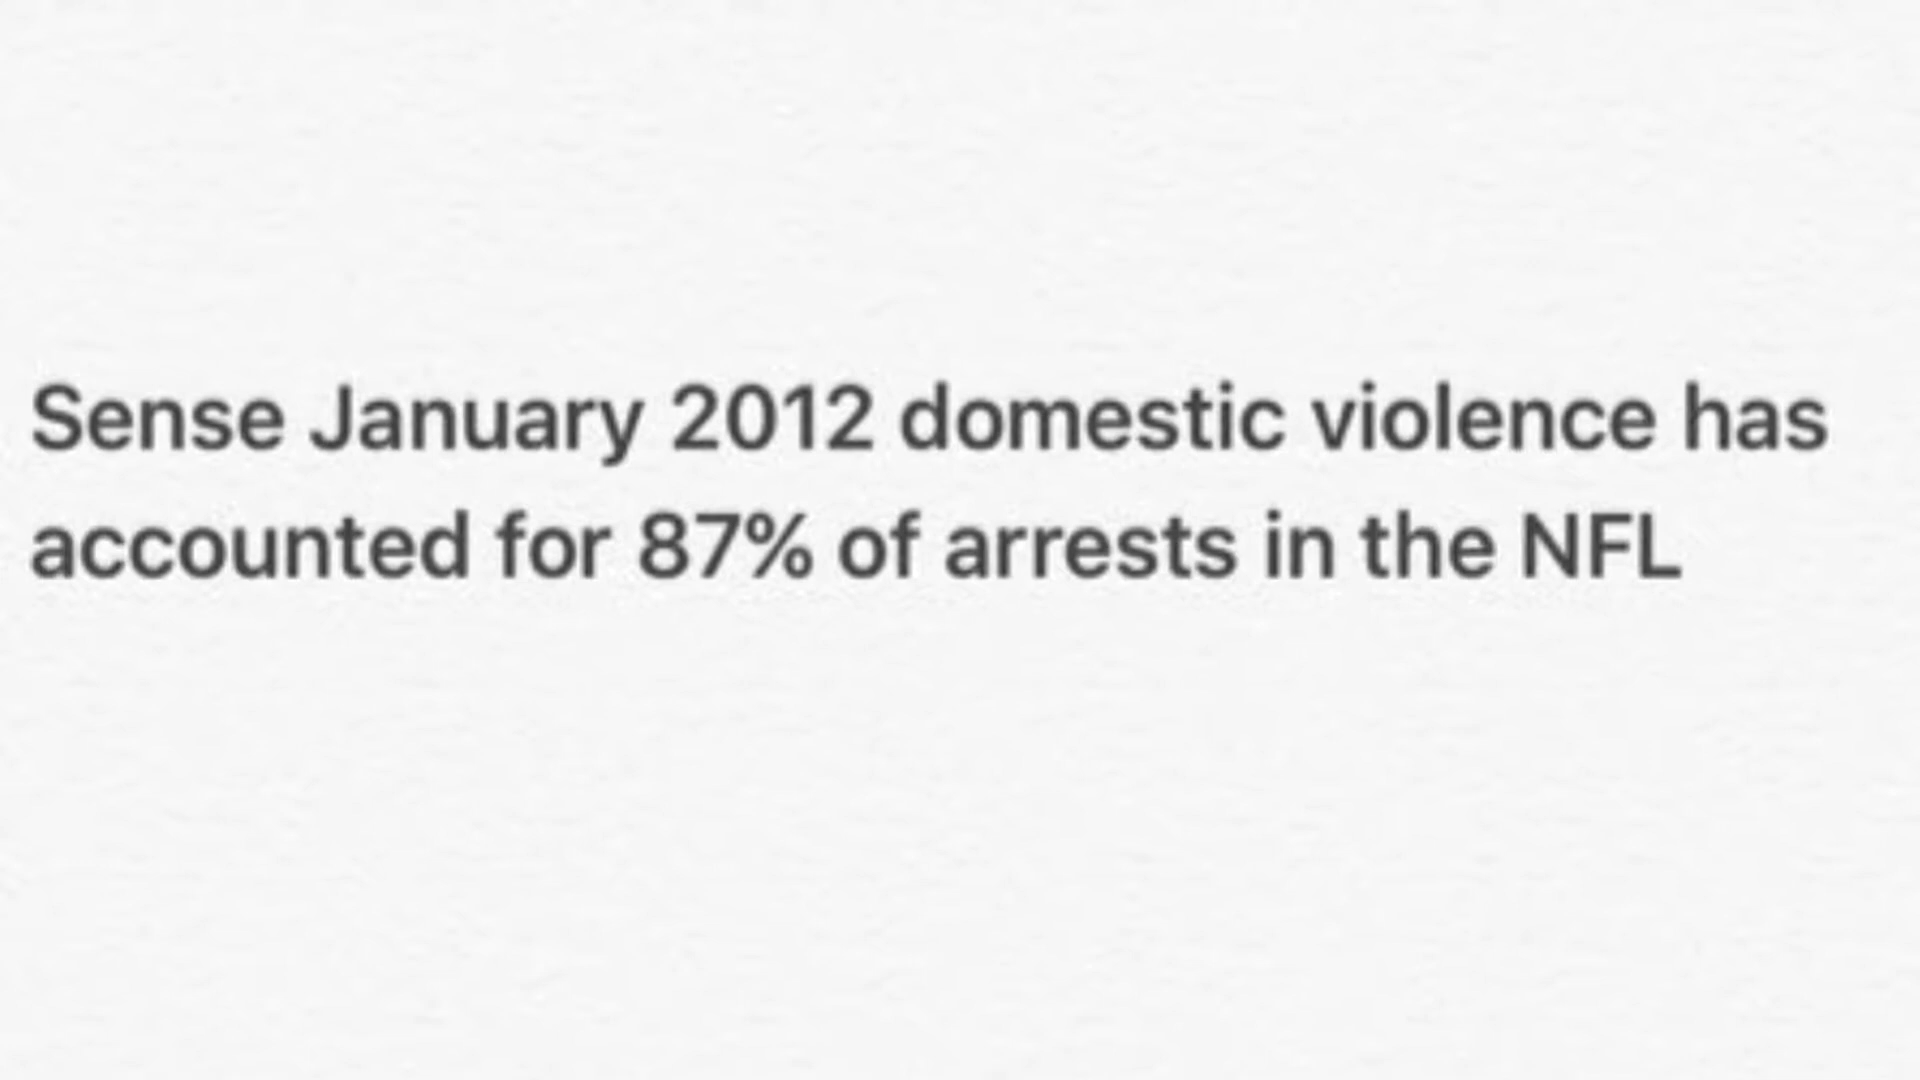 Sense January 2012 domestic violence has
accounted for 87% of arrests in the NFL